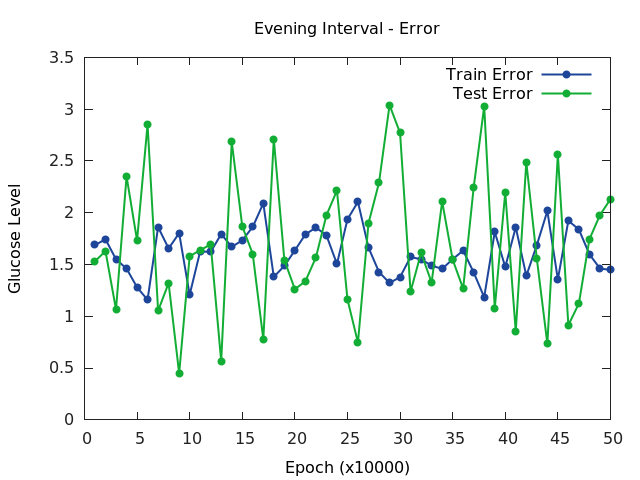 Evening Interval - Error
3.5
3
2.5
2
1.5
1
0.5
0
Glucose Level
Train Error
Test Error
0 5 10 15 20 25 30 35 40 45 50
Epoch (x10000)